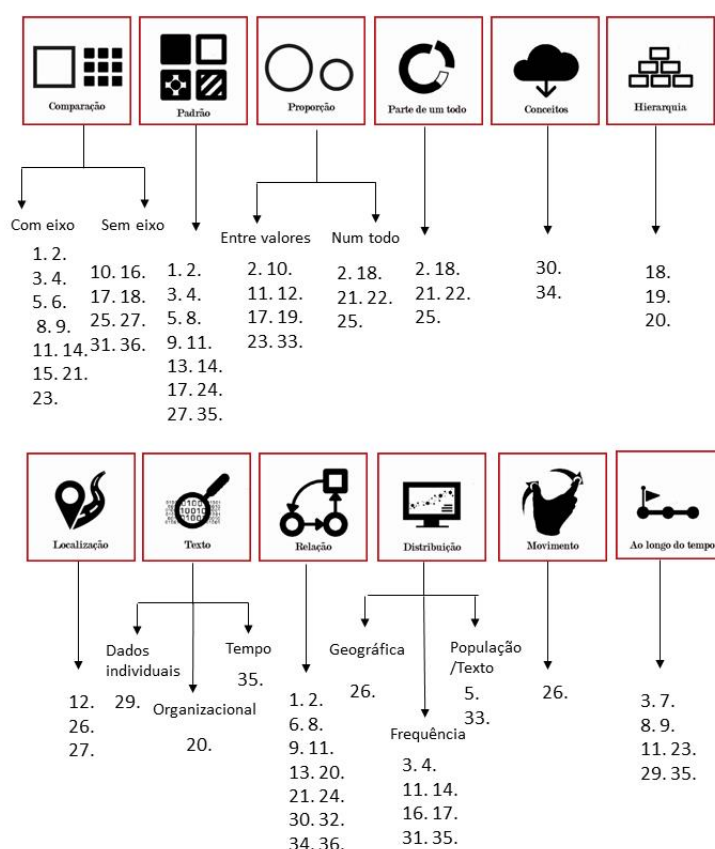 Comparação
Padrão
Proporção
Parte de um todo
Conceitos
Hierarquia
Com eixo
1. 2.
3. 4.
5. 6.
8. 9.
11. 14.
15. 21.
23.
Sem eixo
10. 16.
17. 18.
25. 27.
31. 36.
1. 2.
3. 4.
5. 8.
9. 11.
13. 14.
17. 24.
27. 35.
Entre valores
2. 10.
11. 12.
17. 19.
23. 33.
Num todo
2. 18.
21. 22.
25.
2. 18.
21. 22.
25.
30.
34.
18.
19.
20.
Localização
Texto
Relação
Distribuição
Movimento
Ao longo do tempo
12.
26.
27.
Dados
individuais
29.
Organizacional
20.
Tempo
35.
1. 2.
6. 8.
9. 11.
13. 20.
21. 24.
30. 32.
34. 36.
Geográfica
26.
Frequência
3. 4.
11. 14.
16. 17.
31. 35.
População
/Texto
5.
33.
26.
3. 7.
8. 9.
11. 23.
29. 35.